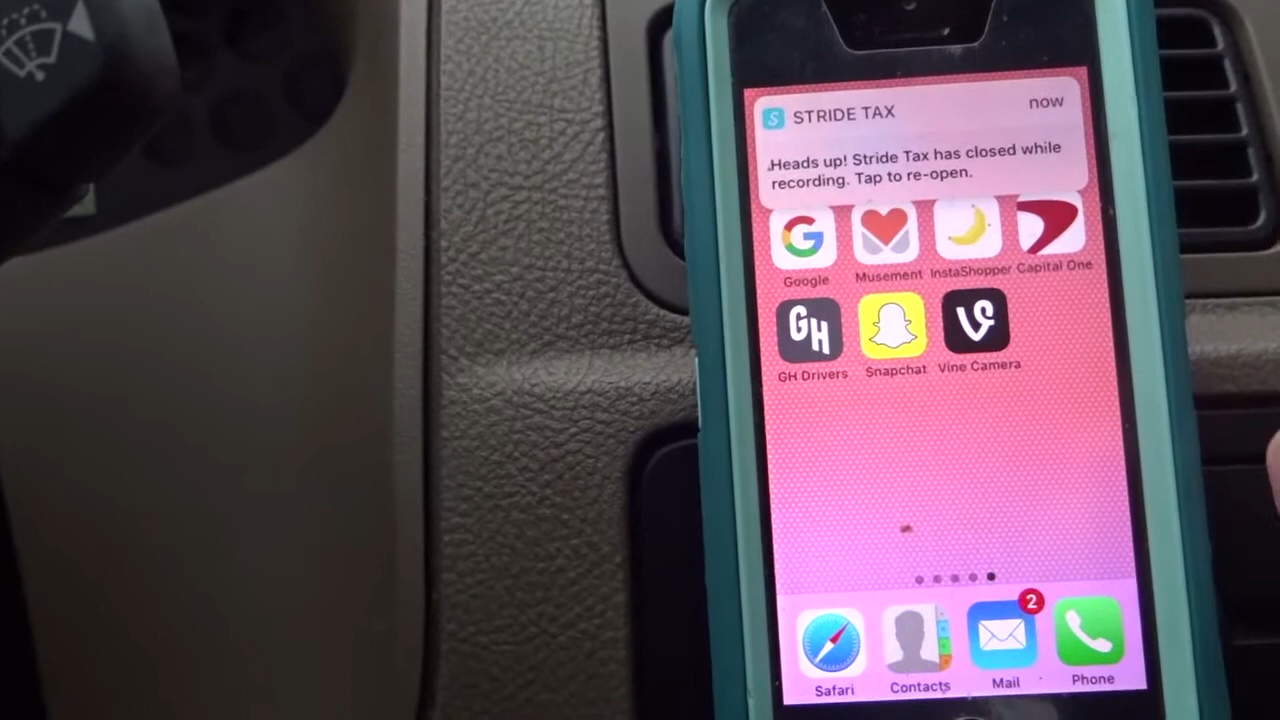 S STRIDE TAX now
Heads up! Stride Tax has closed while
recording. Tap to re-open.
G
Google Musement InstaShopper Capital One
GH
GH Drivers Snapchat Vine Camera
2
Safari Contacts Mail Phone